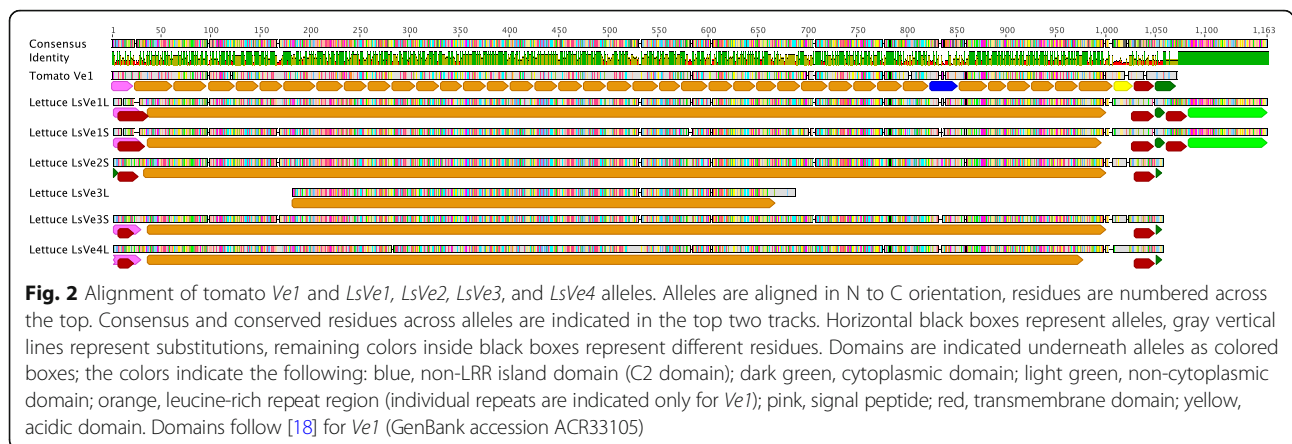 1 50 100 150 200 250 300 350 400 450 500 550 600 650 700 750 800 850 900 950 1,000 1,050 1,100 1,163
Consensus
Identity
Tomato Ve1
Lettuce LsVe1L
Lettuce LsVe1S
Lettuce LsVe2S
Lettuce LsVe3L
Lettuce LsVe3S
Lettuce LsVe4L
Fig. 2 Alignment of tomato Ve1 and LsVe1, LsVe2, LsVe3, and LsVe4 alleles. Alleles are aligned in N to C orientation, residues are numbered across
the top. Consensus and conserved residues across alleles are indicated in the top two tracks. Horizontal black boxes represent alleles, gray vertical
lines represent substitutions, remaining colors inside black boxes represent different residues. Domains are indicated underneath alleles as colored
boxes; the colors indicate the following: blue, non-LRR island domain (C2 domain); dark green, cytoplasmic domain; light green, non-cytoplasmic
domain; orange, leucine-rich repeat region (individual repeats are indicated only for Ve1); pink, signal peptide; red, transmembrane domain; yellow,
acidic domain. Domains follow [18] for Ve1 (GenBank accession ACR33105)